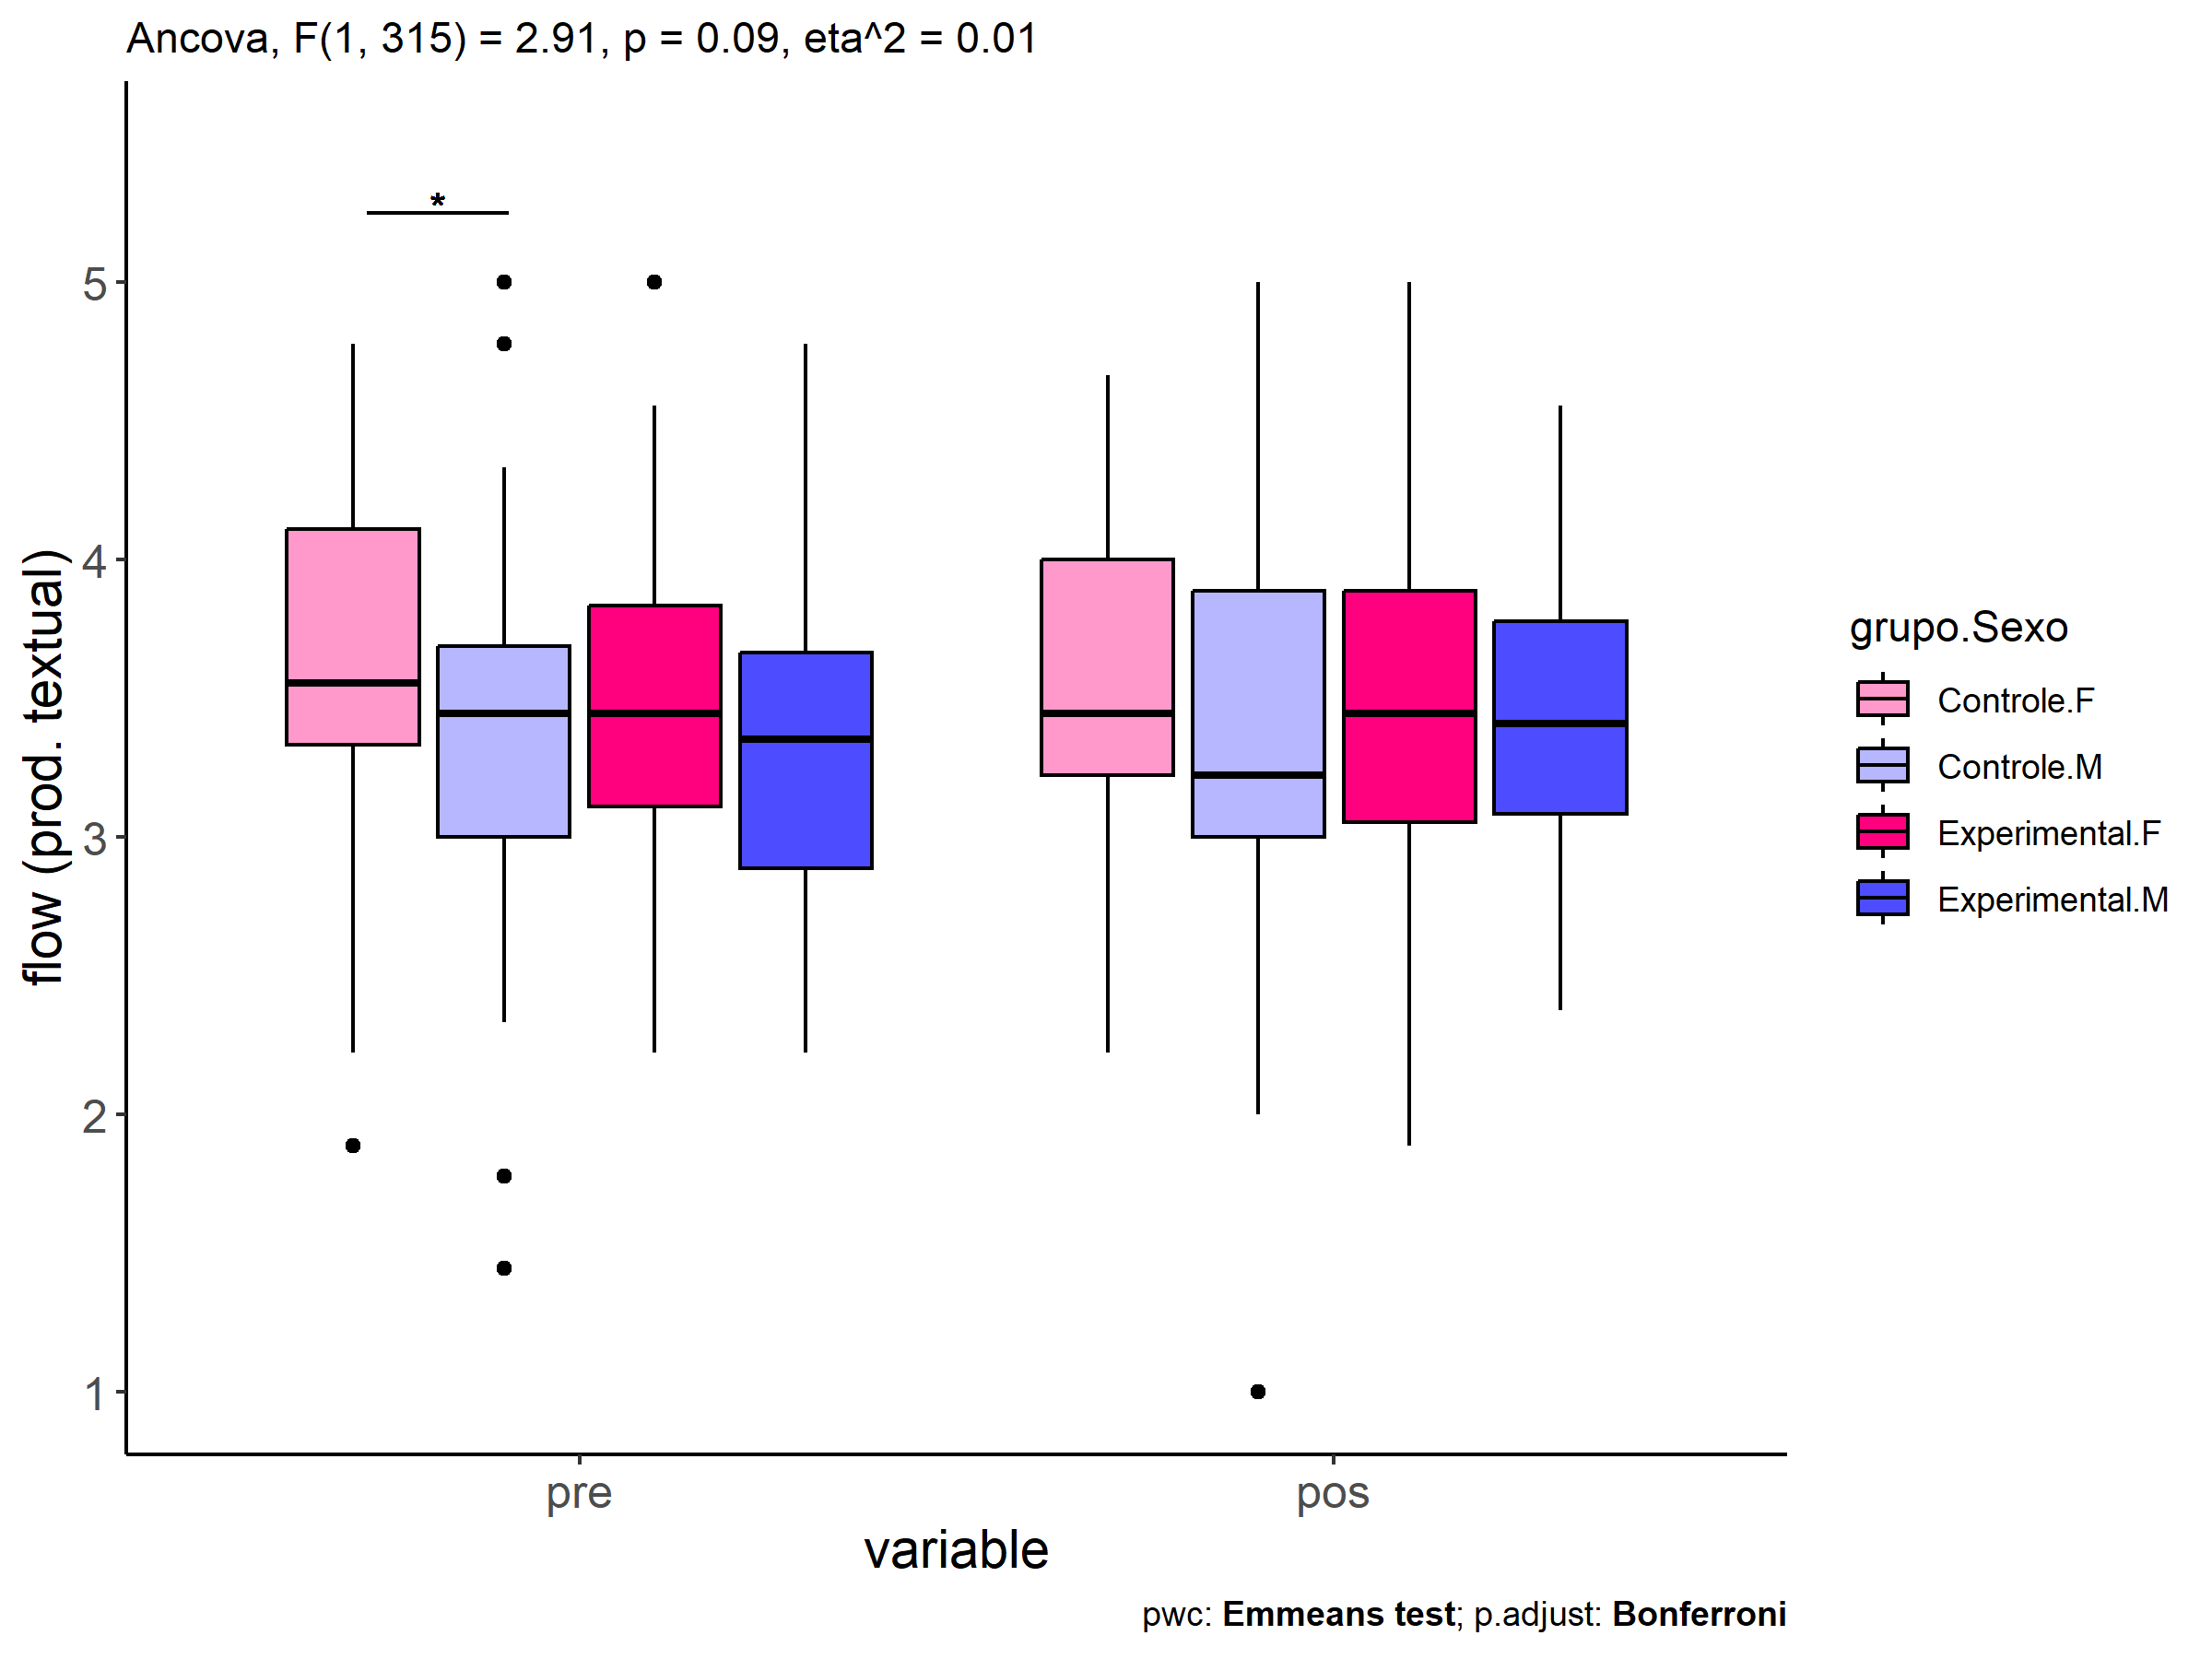 Ancova, F(1, 315) = 2.91, p = 0.09, eta^2 = 0.01
*
5
4
3
2
1
flow (prod. textual)
pre
pos
variable
grupo.Sexo
Controle.F
Controle.M
Experimental.F
Experimental.M
pwc: Emmeans test; p.adjust: Bonferroni